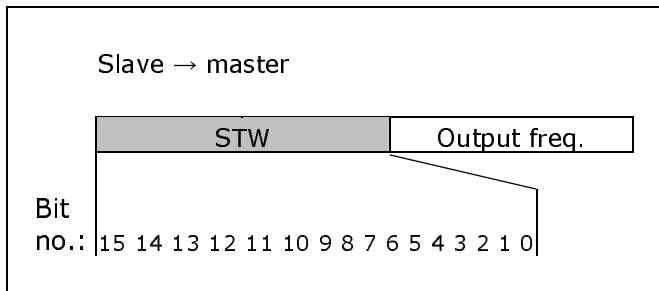 Slave → master
STW Output freq.
Bit
no.: 15 14 13 12 11 10 9 8 7 6 5 4 3 2 1 0